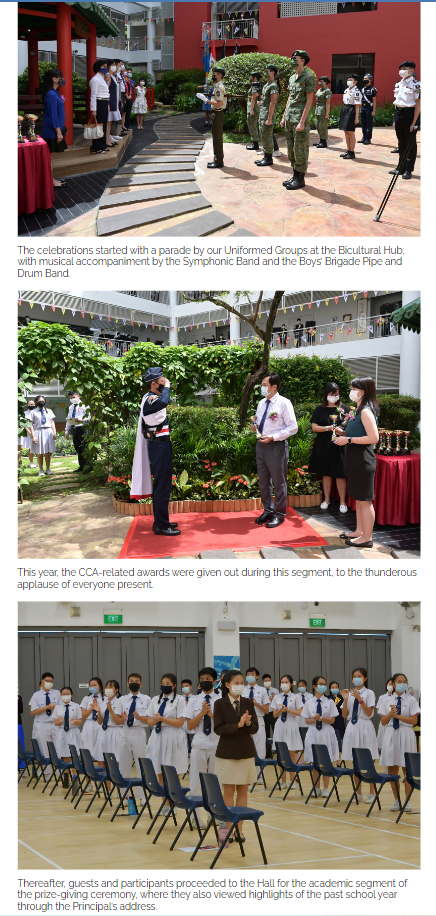 The celebrations started with a parade by our Uniformed Groups at the Bicultural Hub,
with musical accompaniment by the Symphonic Band and the Boys' Brigade Pipe and
Drum Band.
This year, the CCA-related awards were given out during this segment, to the thunderous
applause of everyone present.
EXIT
EXIT
Thereafter, guests and participants proceeded to the Hall for the academic segment of
the prize-giving ceremony, where they also viewed highlights of the past school year
through the Principal's address.